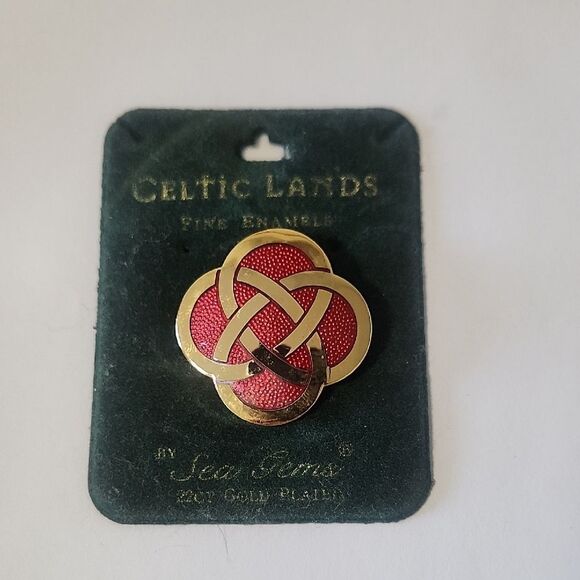 CELTIC LANDS
FINE ENAMELS
BY Sea Gems ®
22CT GOLD PLATED